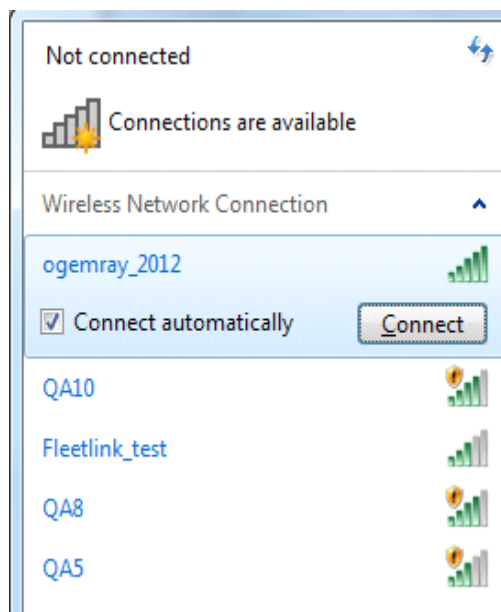 Not connected
Connections are available
Wireless Network Connection
ogemray_2012
Connect automatically Connect
QA10
Fleetlink_test
QA8
QA5